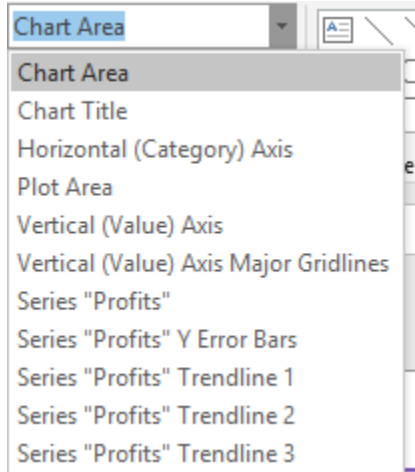 Chart Area
Chart Area
Chart Title
Horizontal (Category) Axis
Plot Area
Vertical (Value) Axis
Vertical (Value) Axis Major Gridlines
Series "Profits"
Series "Profits" Y Error Bars
Series "Profits" Trendline 1
Series "Profits" Trendline 2
Series "Profits" Trendline 3